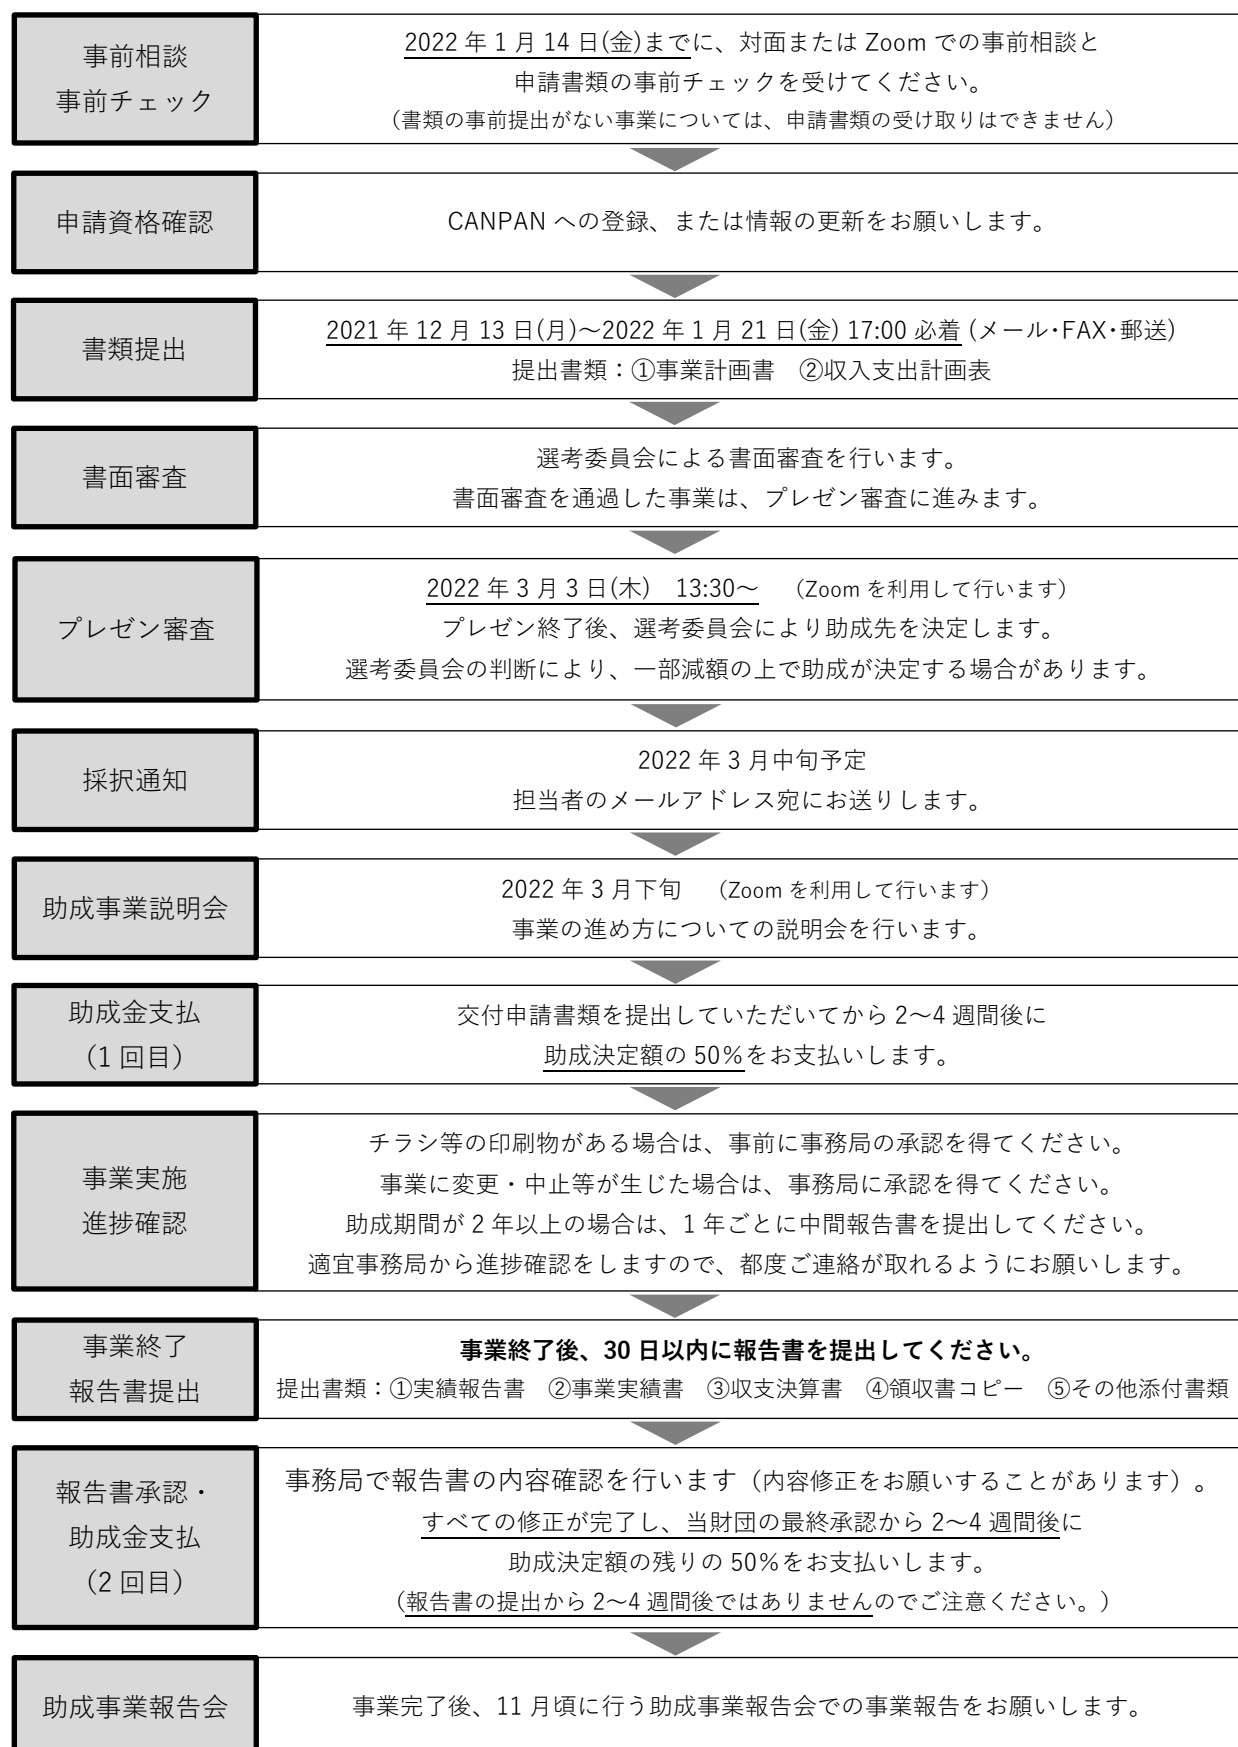 事前相談
事前チェック
2022 年 1 月 14 日(金)までに、対面または Zoom での事前相談と
申請書類の事前チェックを受けてください。
（書類の事前提出がない事業については、申請書類の受け取りはできません）
申請資格確認
CANPAN への登録、または情報の更新をお願いします。
書類提出
2021 年 12 月 13 日(月)～2022 年 1 月 21 日(金) 17:00 必着 (メール・FAX・郵送)
提出書類：①事業計画書　②収入支出計画表
書面審査
選考委員会による書面審査を行います。
書面審査を通過した事業は、プレゼン審査に進みます。
プレゼン審査
2022 年 3 月 3 日(木)　13:30～　（Zoom を利用して行います）
プレゼン終了後、選考委員会により助成先を決定します。
選考委員会の判断により、一部減額の上で助成が決定する場合があります。
採択通知
2022 年 3 月中旬予定
担当者のメールアドレス宛にお送りします。
助成事業説明会
2022 年 3 月下旬　（Zoom を利用して行います）
事業の進め方についての説明会を行います。
助成金支払
（1 回目）
交付申請書類を提出していただいてから 2～4 週間後に
助成決定額の 50%をお支払いします。
事業実施
進捗確認
チラシ等の印刷物がある場合は、事前に事務局の承認を得てください。
事業に変更・中止等が生じた場合は、事務局に承認を得てください。
助成期間が 2 年以上の場合は、1 年ごとに中間報告書を提出してください。
適宜事務局から進捗確認をしますので、都度ご連絡が取れるようにお願いします。
事業終了
報告書提出
事業終了後、30 日以内に報告書を提出してください。
提出書類：①実績報告書　②事業実績書　③収支決算書　④領収書コピー　⑤その他添付書類
報告書承認・
助成金支払
（2 回目）
事務局で報告書の内容確認を行います（内容修正をお願いすることがあります）。
すべての修正が完了し、当財団の最終承認から 2～4 週間後に
助成決定額の残りの 50%をお支払いします。
（報告書の提出から 2～4 週間後ではありませんのでご注意ください。）
助成事業報告会
事業完了後、11 月頃に行う助成事業報告会での事業報告をお願いします。